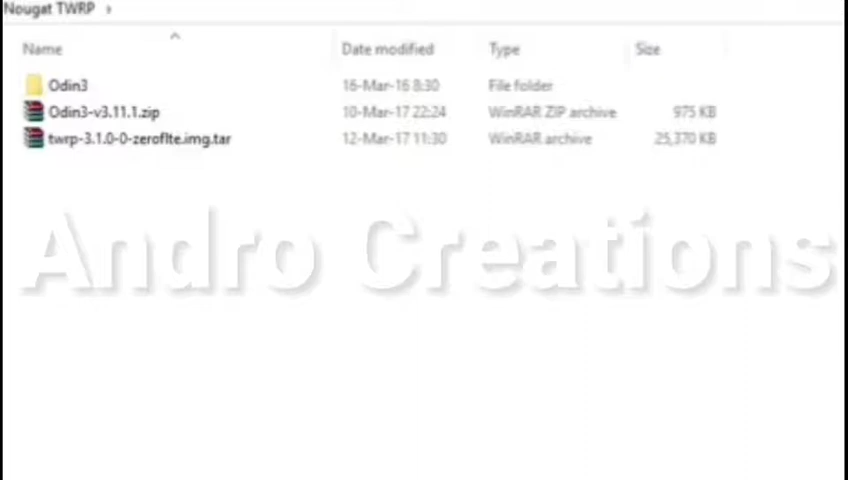 Nougat TWRP
Name Date modified Type Size
Odin3 16-Mar-16 8:30 File folder
Odin3-v3.11.1.zip 10-Mar-17 22:24 WinRAR ZIP archive 975 KB
twrp-3.1.0-0-zeroflte.img.tar 12-Mar-17 11:30 WinRAR archive 25,370 KB
Andro Creations